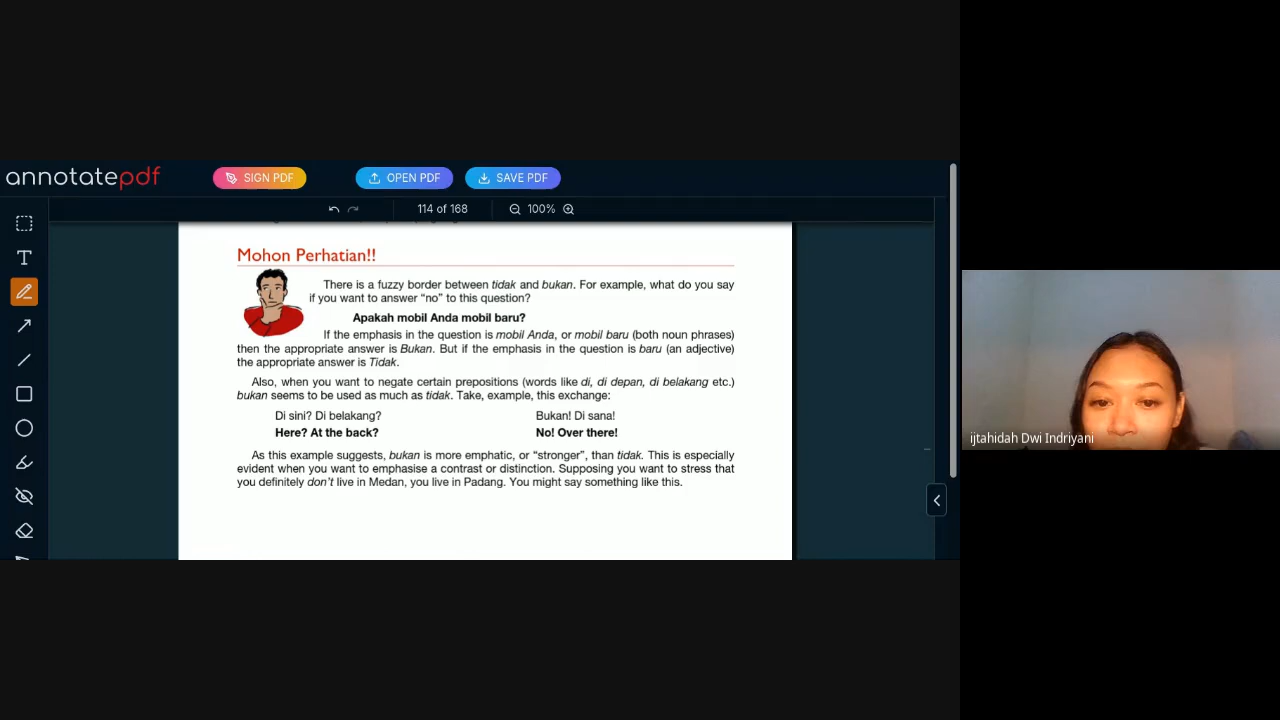 annotatepdf
SIGN PDF
OPEN PDF
SAVE PDF
114 of 168
100%
Mohon Perhatian!!
There is a fuzzy border between tidak and bukan. For example, what do you say
if you want to answer “no” to this question?
Apakah mobil Anda mobil baru?
If the emphasis in the question is mobil Anda, or mobil baru (both noun phrases)
then the appropriate answer is Bukan. But if the emphasis in the question is baru (an adjective)
the appropriate answer is Tidak.
Also, when you want to negate certain prepositions (words like di, di depan, di belakang etc.)
bukan seems to be used as much as tidak. Take, example, this exchange:
Di sini? Di belakang? Bukan! Di sana!
Here? At the back? No! Over there!
As this example suggests, bukan is more emphatic, or “stronger”, than tidak. This is especially
evident when you want to emphasise a contrast or distinction. Supposing you want to stress that
you definitely don’t live in Medan, you live in Padang. You might say something like this.
ijtahidah Dwi Indriyani